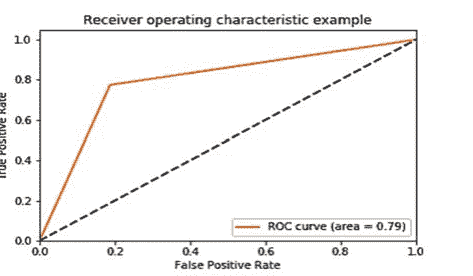 Receiver operating characteristic example
1.0
0.8
0.6
0.4
0.2
0.0
True Positive Rate
ROC curve (area = 0.79)
0.0 0.2 0.4 0.6 0.8 1.0
False Positive Rate